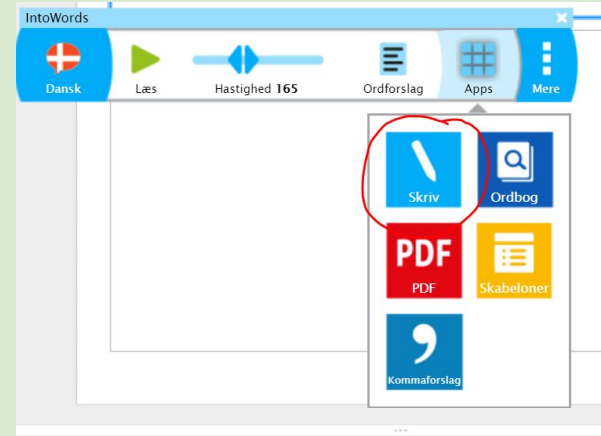 IntoWords
Dansk
Læs
Hastighed 165
Ordforslag
Apps
Mere
Skriv
Ordbog
PDF
PDF
Skabeloner
Kommaforslag